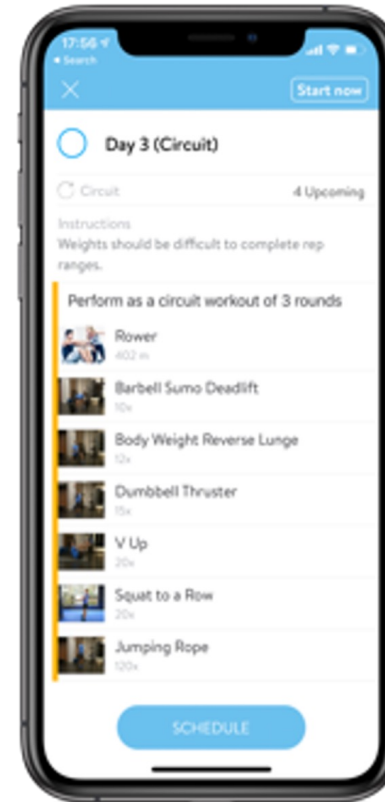 17:56
Search
Start now
Day 3 (Circuit)
Circuit
4 Upcoming
Instructions
Weights should be difficult to complete rep
ranges.
Perform as a circuit workout of 3 rounds
Rower
402 m
Barbell Sumo Deadlift
10x
Body Weight Reverse Lunge
12x
Dumbbell Thruster
15x
V Up
20x
Squat to a Row
20x
Jumping Rope
120x
SCHEDULE